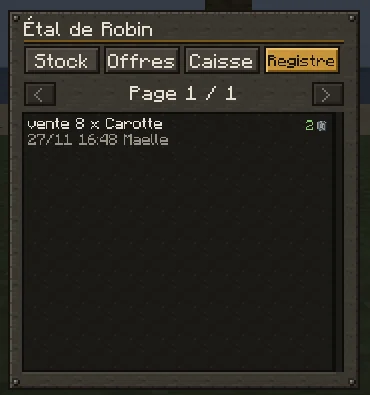 Étal de Robin
Stock Offres Caisse Registre
< Page 1 / 1 >
vente 8 x Carotte 2
27/11 16:48 Maelle